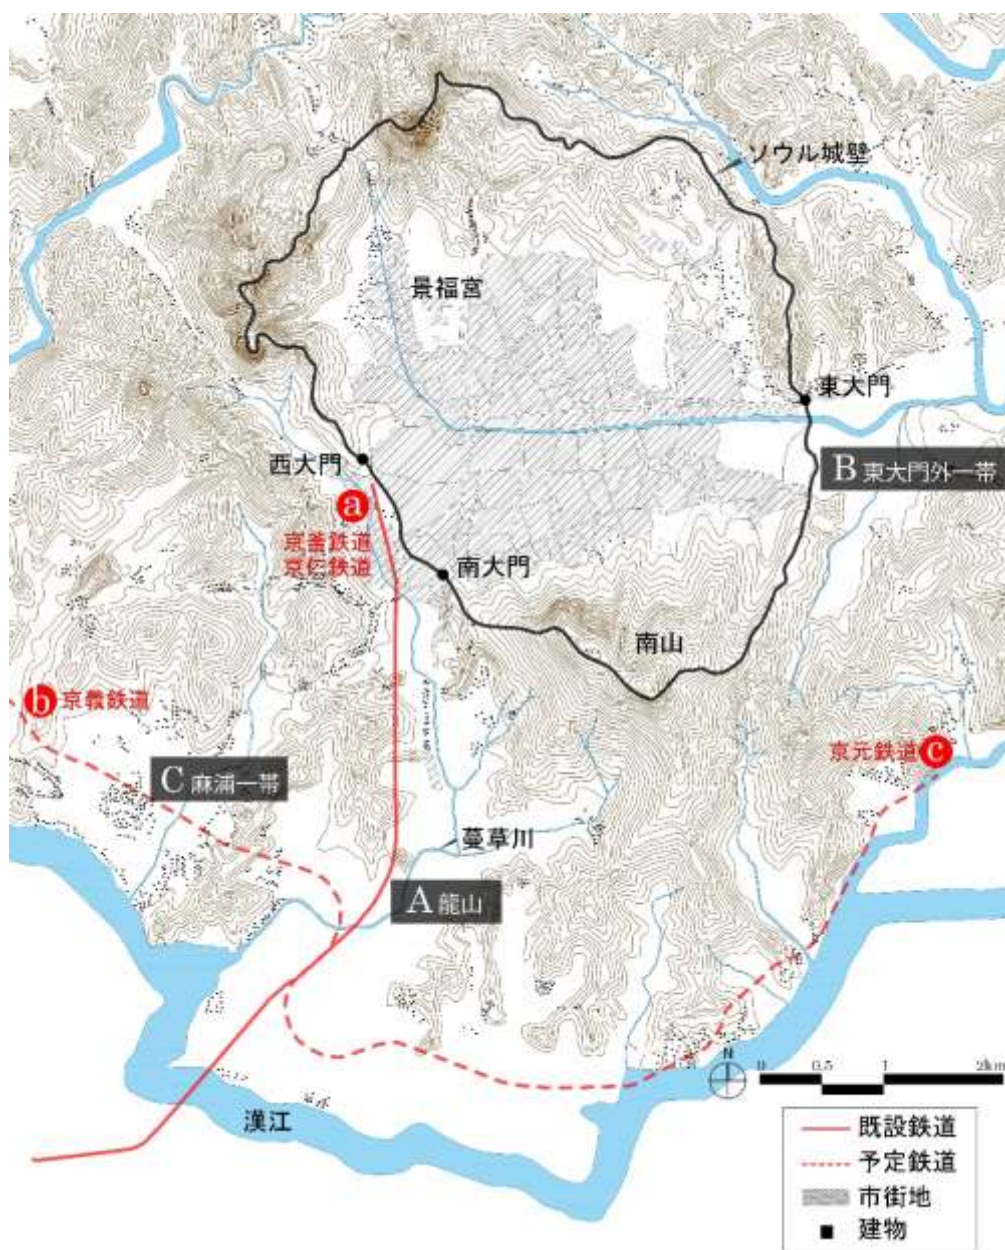 ソウル城壁
景福宮
東大門
西大門
B 東大門外一帯
a
京釜鉄道
京仁鉄道
南大門
南山
b 京義鉄道
京元鉄道 c
C 麻浦一帯
蔓草川
A 龍山
N
0 0.5 1 2km
漢江
既設鉄道
予定鉄道
市街地
建物